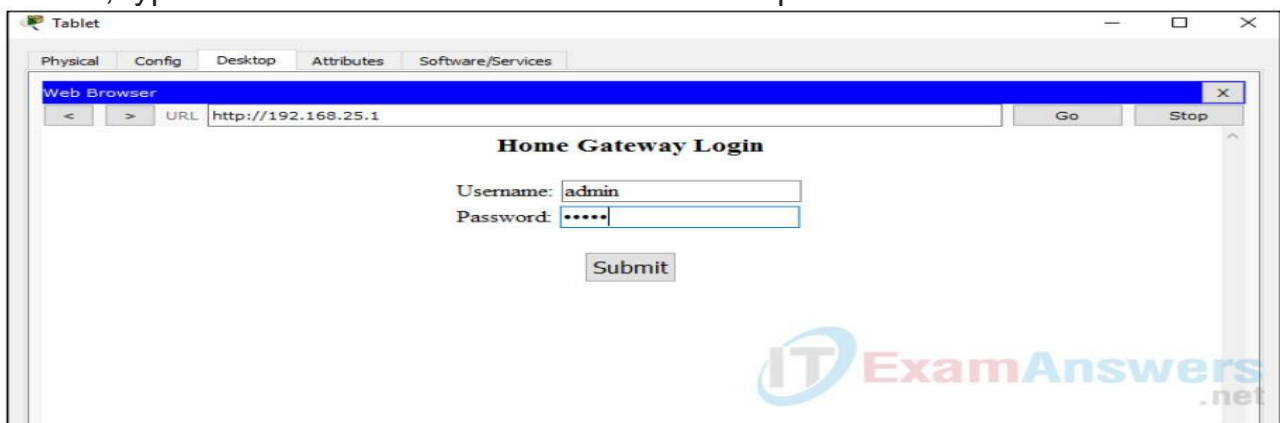 Tablet
Physical Config Desktop Attributes Software/Services
Web Browser X
< > URL http://192.168.25.1 Go Stop
Home Gateway Login
Username: admin
Password: •••••
Submit
ITExamAnswers
.net